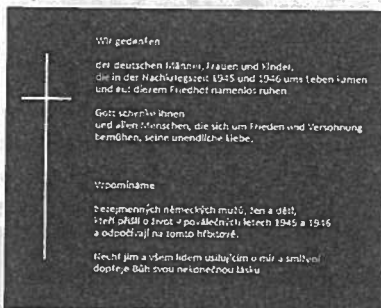 Wir gedenken
der deutschen Männer, Frauen und Kinder,
die in der Nachkriegszeit 1945 und 1946 ums Leben kamen
und auf diesem Friedhof namenlos ruhen.
Gott schenke ihnen
und allen Menschen, die sich um Frieden und Versöhnung
bemühen, seine unendliche Liebe.
Vzpomínáme
bezejmenných německých mužů, žen a dětí,
kteří přišli o život v poválečných letech 1945 a 1946
a odpočívají na tomto hřbitově.
Nechť jim a všem lidem usilujícím o mír a smíření
dopřeje Bůh svou nekonečnou lásku.